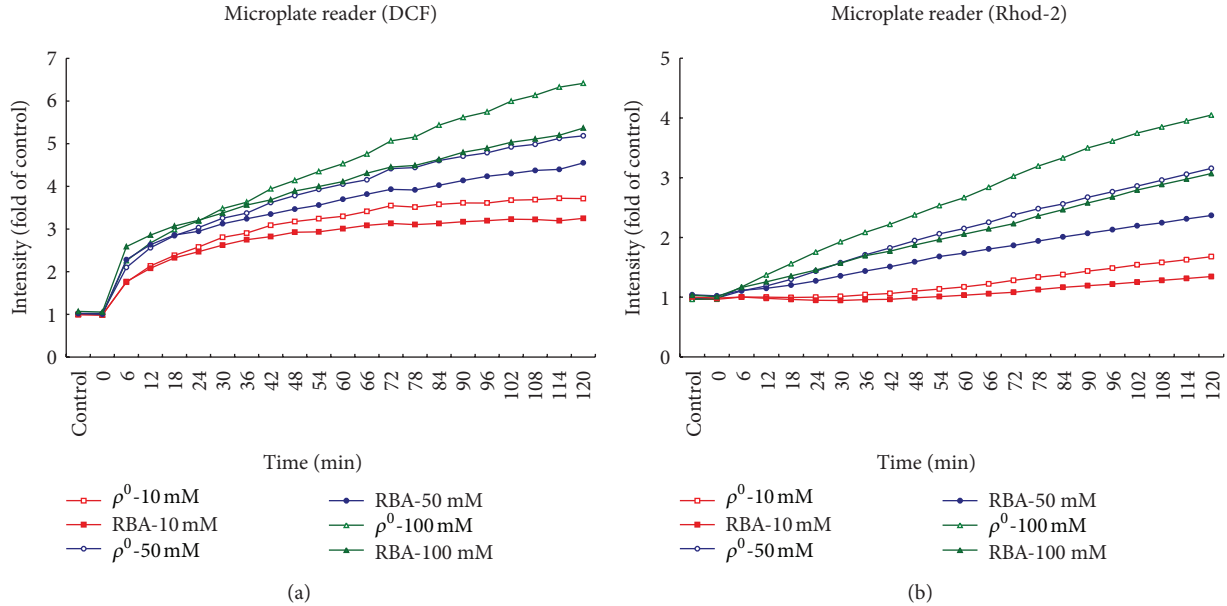 Microplate reader (DCF)
Intensity (fold of control)
7
6
5
4
3
2
1
0
Control
0
6
12
18
24
30
36
42
48
54
60
66
72
78
84
90
96
102
108
114
120
Time (min)
ρ⁰-10 mM
RBA-10 mM
ρ⁰-50 mM
RBA-50 mM
ρ⁰-100 mM
RBA-100 mM
(a)
Microplate reader (Rhod-2)
Intensity (fold of control)
5
4
3
2
1
0
Control
0
6
12
18
24
30
36
42
48
54
60
66
72
78
84
90
96
102
108
114
120
Time (min)
ρ⁰-10 mM
RBA-10 mM
ρ⁰-50 mM
RBA-50 mM
ρ⁰-100 mM
RBA-100 mM
(b)